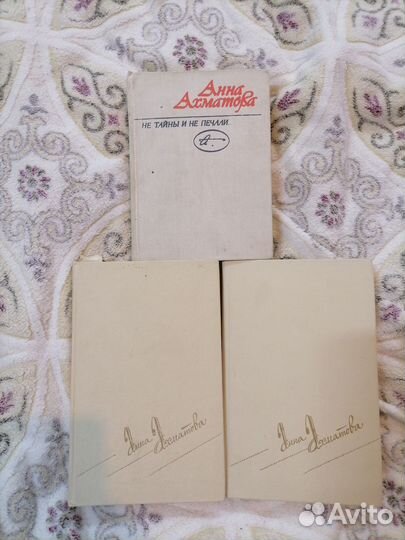 Анна
Ахматова
НЕ ТАЙНЫ И НЕ ПЕЧАЛИ...
Анна Ахматова
Анна Ахматова
Avito